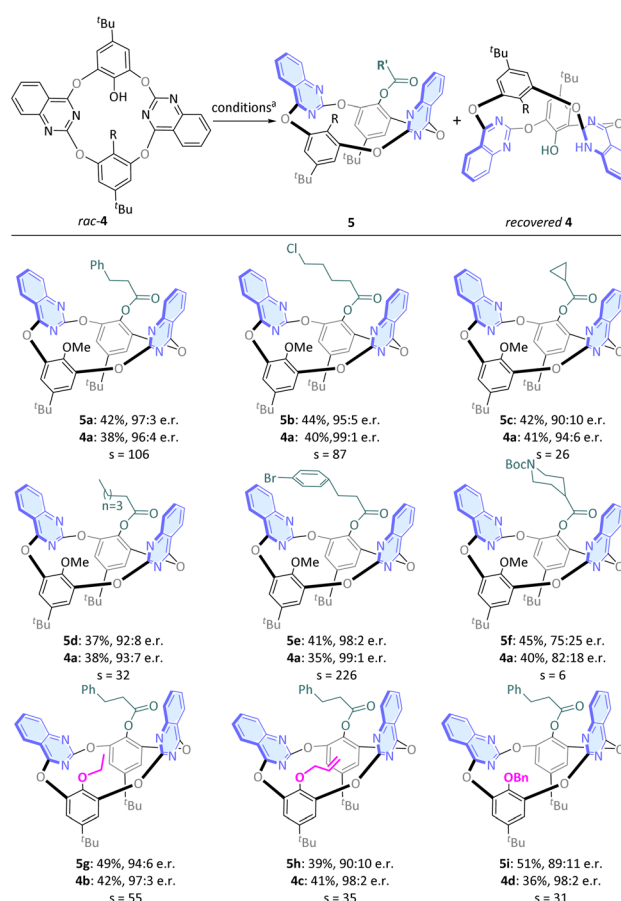 tBu
OH
R
O
N
tBu
rac-4
conditionsa
R'
O
N
R
tBu
5
+
tBu
R
O
N
HO
HN
recovered 4
Ph
OMe
tBu
5a: 42%, 97:3 e.r.
4a: 38%, 96:4 e.r.
s = 106
Cl
OMe
tBu
5b: 44%, 95:5 e.r.
4a: 40%,99:1 e.r.
s = 87
OMe
tBu
5c: 42%, 90:10 e.r.
4a: 41%, 94:6 e.r.
s = 26
n=3
OMe
tBu
5d: 37%, 92:8 e.r.
4a: 38%, 93:7 e.r.
s = 32
Br
OMe
tBu
5e: 41%, 98:2 e.r.
4a: 35%, 99:1 e.r.
s = 226
BocN
OMe
tBu
5f: 45%, 75:25 e.r.
4a: 40%, 82:18 e.r.
s = 6
Ph
O
tBu
5g: 49%, 94:6 e.r.
4b: 42%, 97:3 e.r.
s = 55
Ph
O
tBu
5h: 39%, 90:10 e.r.
4c: 41%, 98:2 e.r.
s = 35
Ph
OBn
tBu
5i: 51%, 89:11 e.r.
4d: 36%, 98:2 e.r.
s = 31